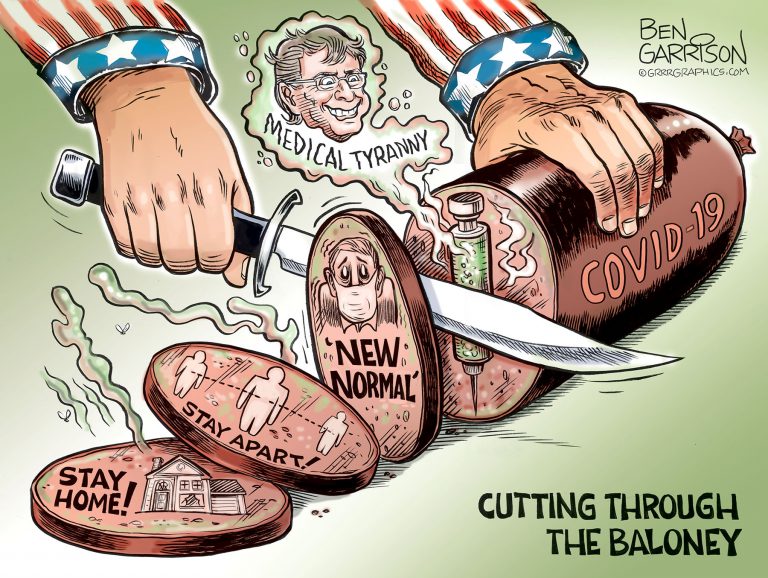 BEN
GARRISON
©GRRRGRAPHICS.COM
MEDICAL TYRANNY
COVID-19
'NEW
NORMAL'
STAY APART!
STAY
HOME!
CUTTING THROUGH
THE BALONEY